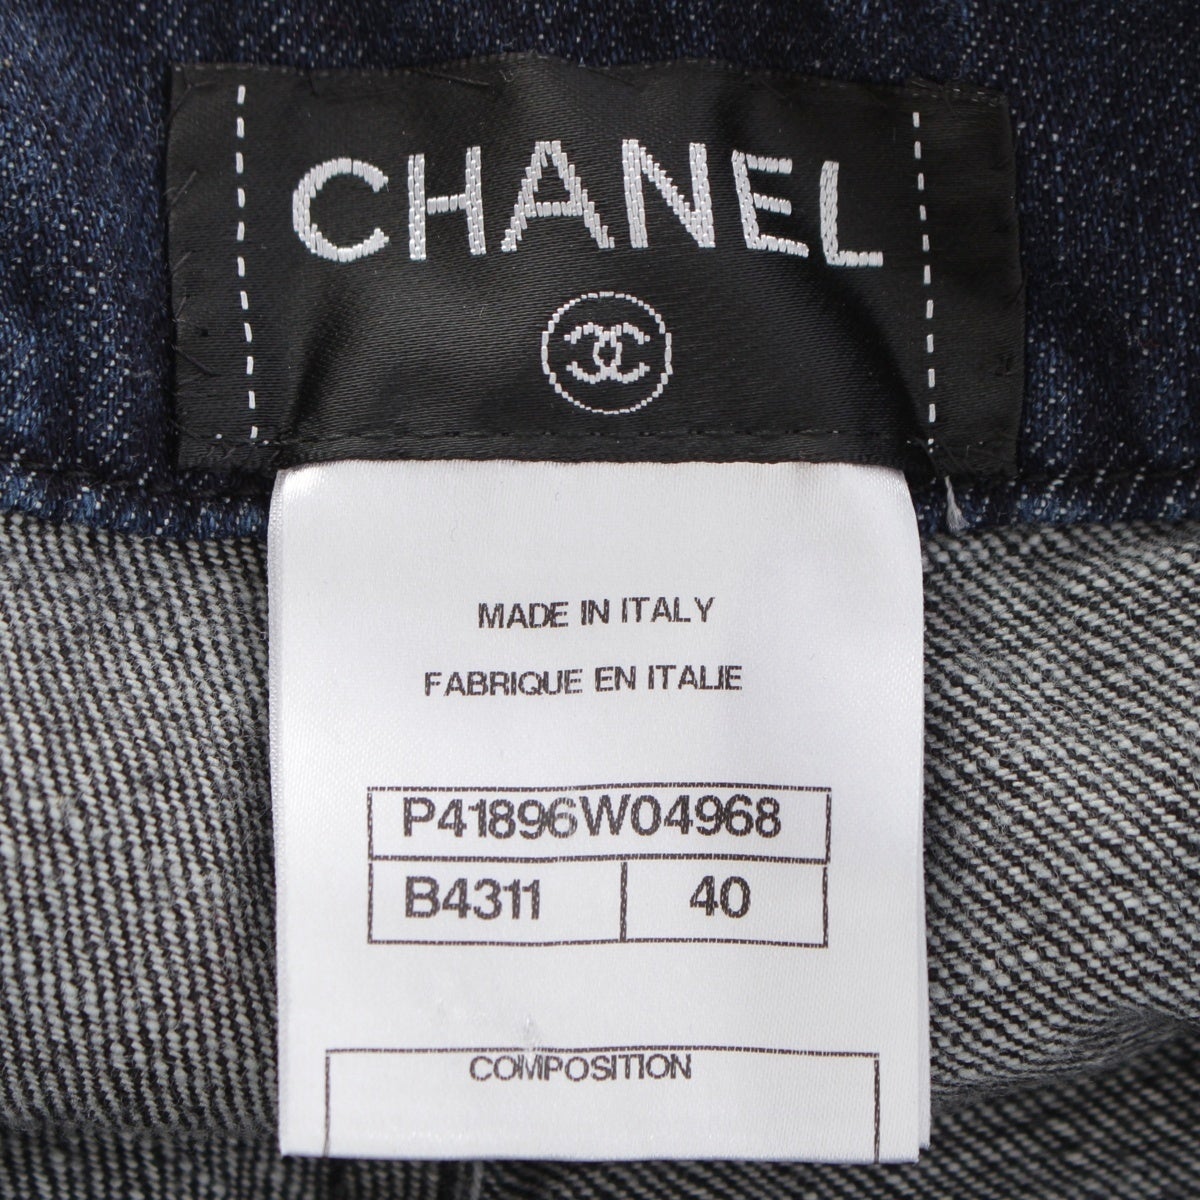 CHANEL
MADE IN ITALY
FABRIQUE EN ITALIE
P41896W04968
B4311 40
COMPOSITION